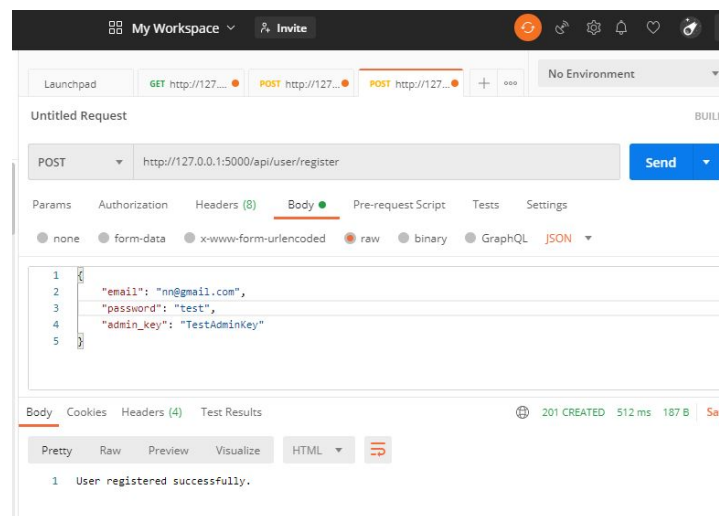 My Workspace Invite
Launchpad GET http://127.... POST http://127... POST http://127... + ooo No Environment
Untitled Request BUIL
POST http://127.0.0.1:5000/api/user/register Send
Params Authorization Headers (8) Body Pre-request Script Tests Settings
none form-data x-www-form-urlencoded raw binary GraphQL JSON
1 {
2 "email": "nn@gmail.com",
3 "password": "test",
4 "admin_key": "TestAdminKey"
5 }
Body Cookies Headers (4) Test Results 201 CREATED 512 ms 187 B Sa
Pretty Raw Preview Visualize HTML
1 User registered successfully.